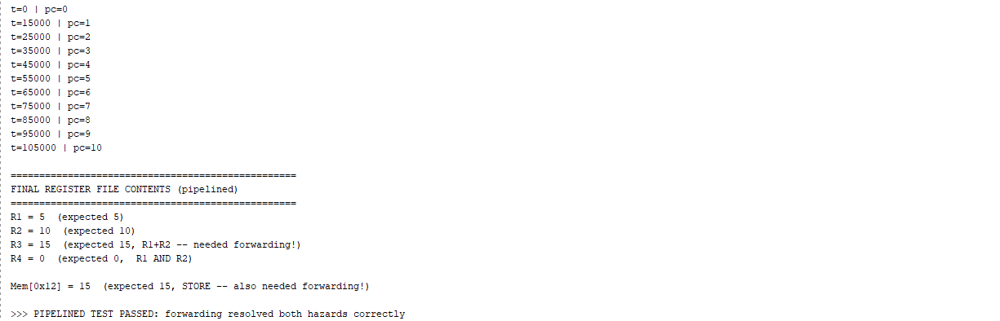 t=0 | pc=0
t=15000 | pc=1
t=25000 | pc=2
t=35000 | pc=3
t=45000 | pc=4
t=55000 | pc=5
t=65000 | pc=6
t=75000 | pc=7
t=85000 | pc=8
t=95000 | pc=9
t=105000 | pc=10
==================================================
FINAL REGISTER FILE CONTENTS (pipelined)
==================================================
R1 = 5  (expected 5)
R2 = 10  (expected 10)
R3 = 15  (expected 15, R1+R2 -- needed forwarding!)
R4 = 0  (expected 0,  R1 AND R2)
Mem[0x12] = 15  (expected 15, STORE -- also needed forwarding!)
>>> PIPELINED TEST PASSED: forwarding resolved both hazards correctly